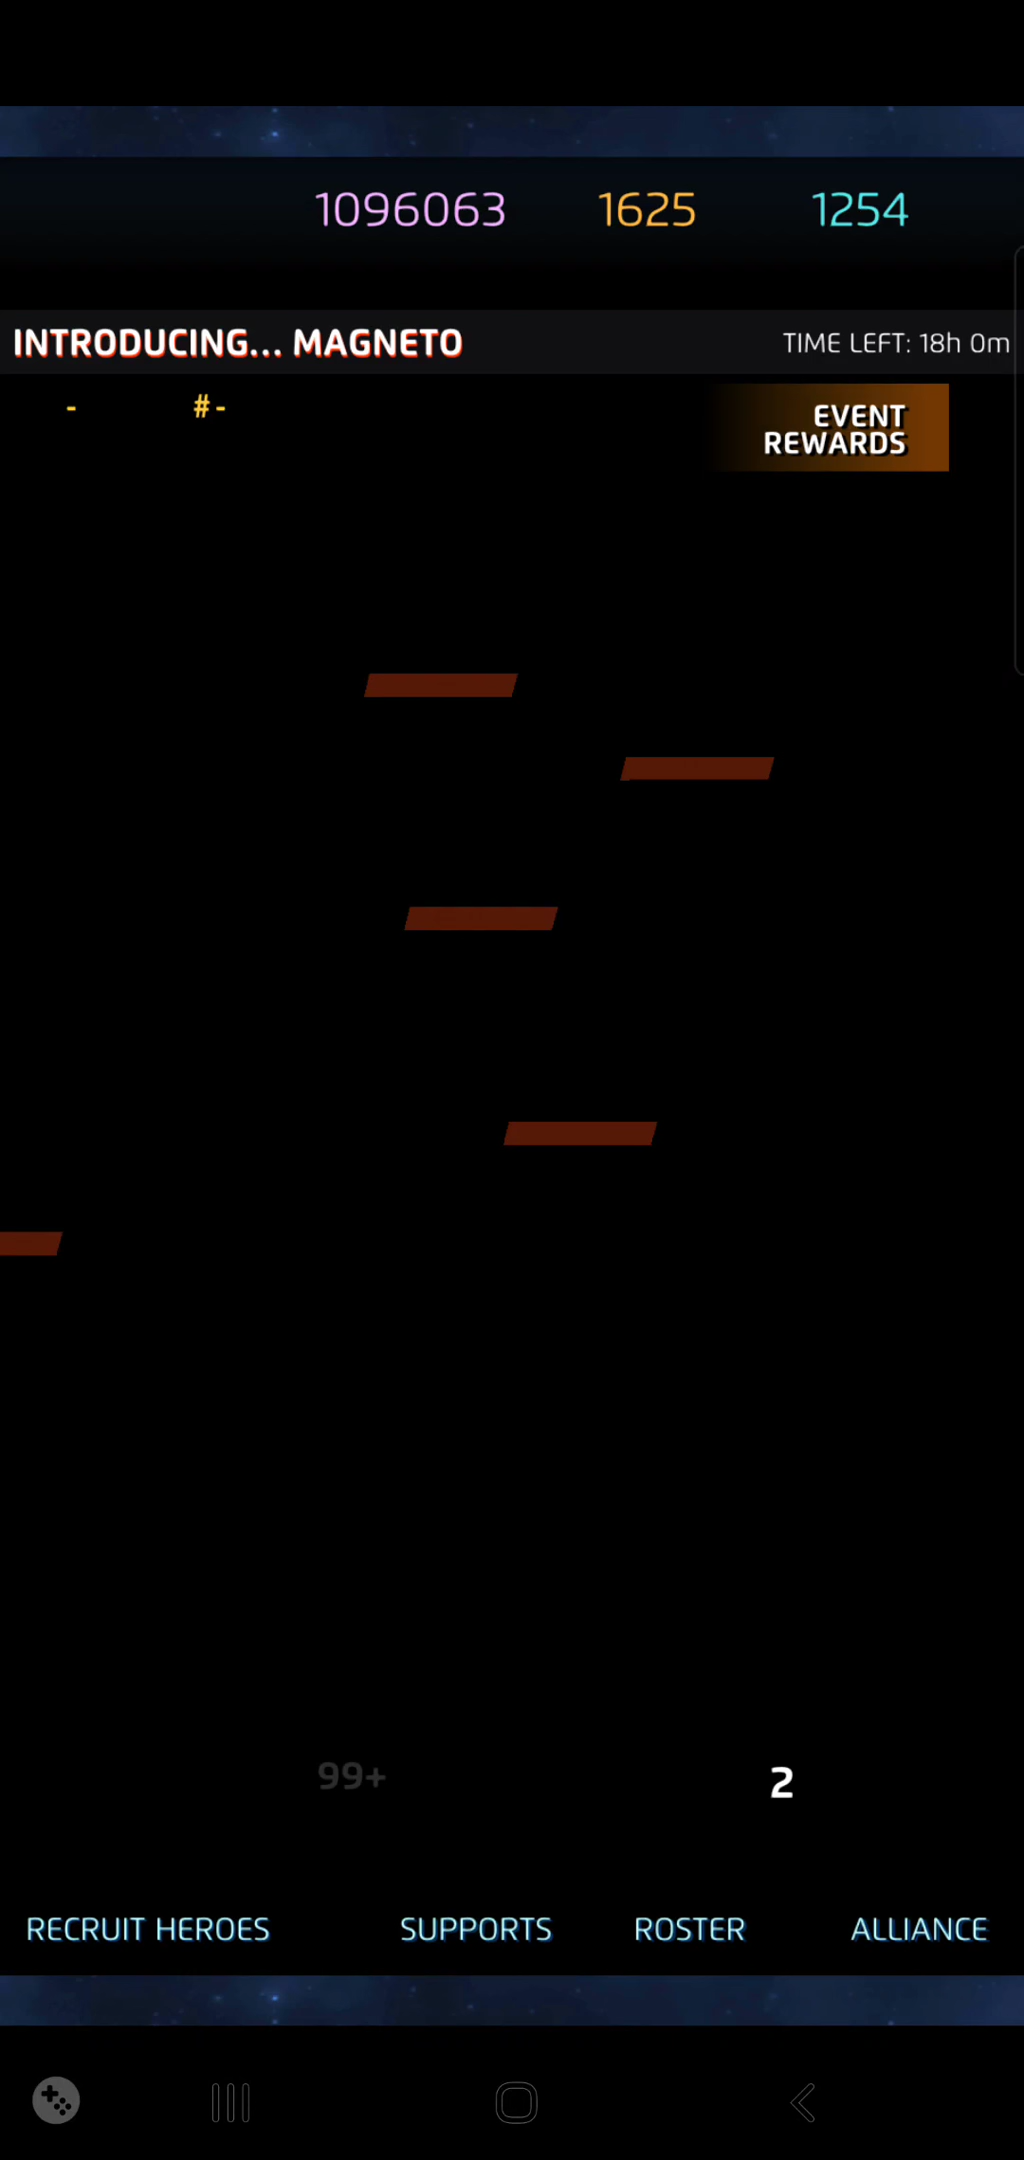 1096063 1625 1254
INTRODUCING... MAGNETO TIME LEFT: 18h 0m
- #-
EVENT
REWARDS
99+ 2
RECRUIT HEROES SUPPORTS ROSTER ALLIANCE